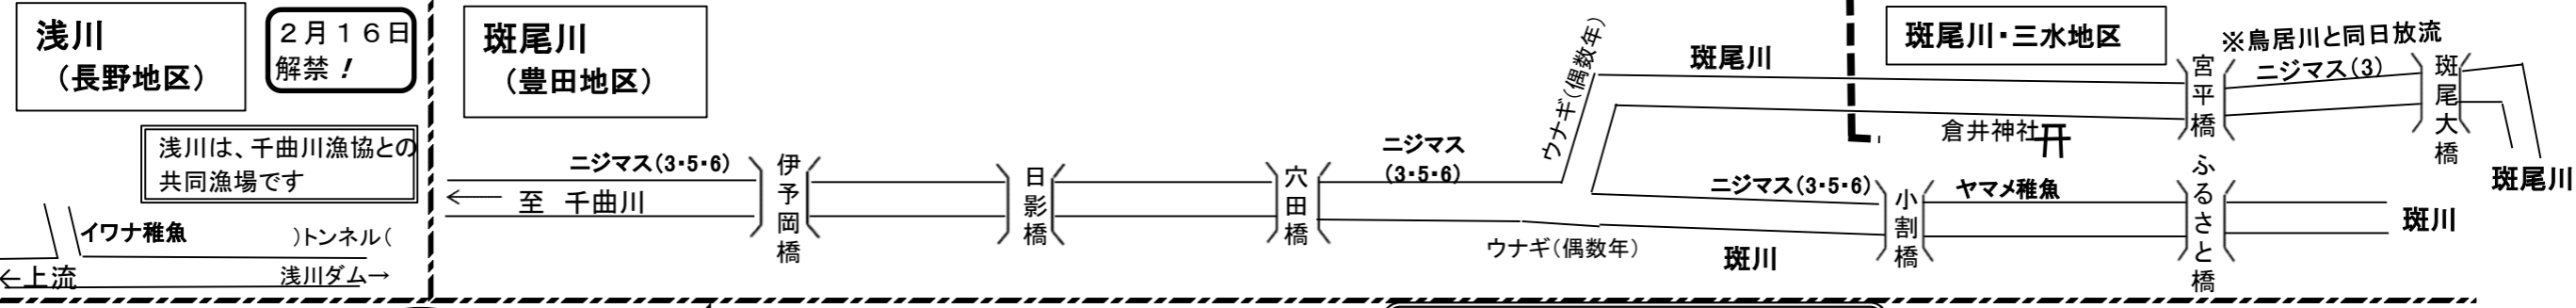 浅川
（長野地区）
２月１６日
解禁！
浅川は、千曲川漁協との
共同漁場です
イワナ稚魚
)トンネル(
←上流
浅川ダム→
斑尾川
（豊田地区）
ニジマス(3・5・6)
← 至 千曲川
伊予岡橋
日影橋
穴田橋
ニジマス
(3・5・6)
ウナギ(偶数年)
ウナギ(偶数年)
斑尾川
斑川
ニジマス(3・5・6)
小割橋
ヤマメ稚魚
ふるさと橋
斑川
斑尾川・三水地区
倉井神社
宮平橋
※鳥居川と同日放流
ニジマス(3)
斑尾大橋
斑尾川